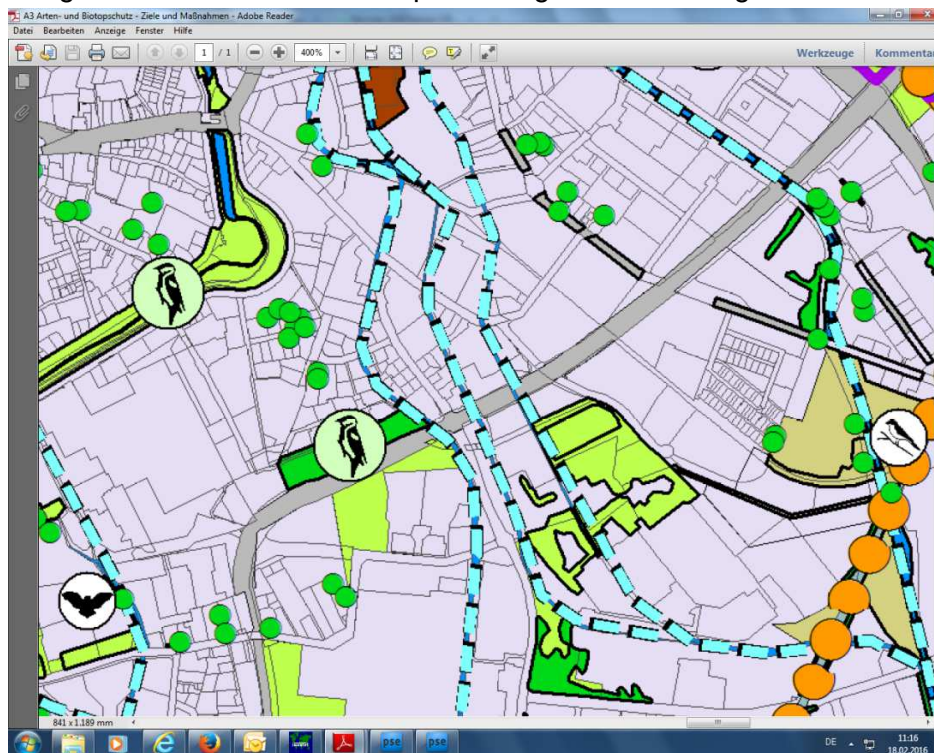 A3 Arten- und Biotopschutz - Ziele und Maßnahmen - Adobe Reader
Datei Bearbeiten Anzeige Fenster Hilfe
1 / 1 400% Werkzeuge Kommentar
841 x 1.189 mm
pse pse DE 11:16
18.02.2016